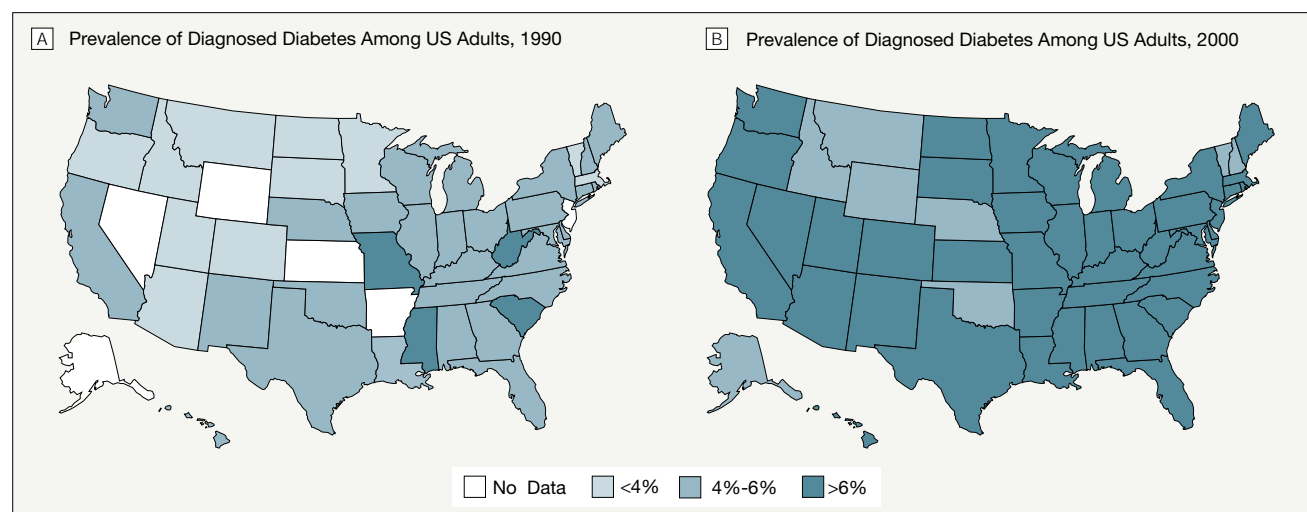 A Prevalence of Diagnosed Diabetes Among US Adults, 1990
B Prevalence of Diagnosed Diabetes Among US Adults, 2000
No Data <4% 4%-6% >6%